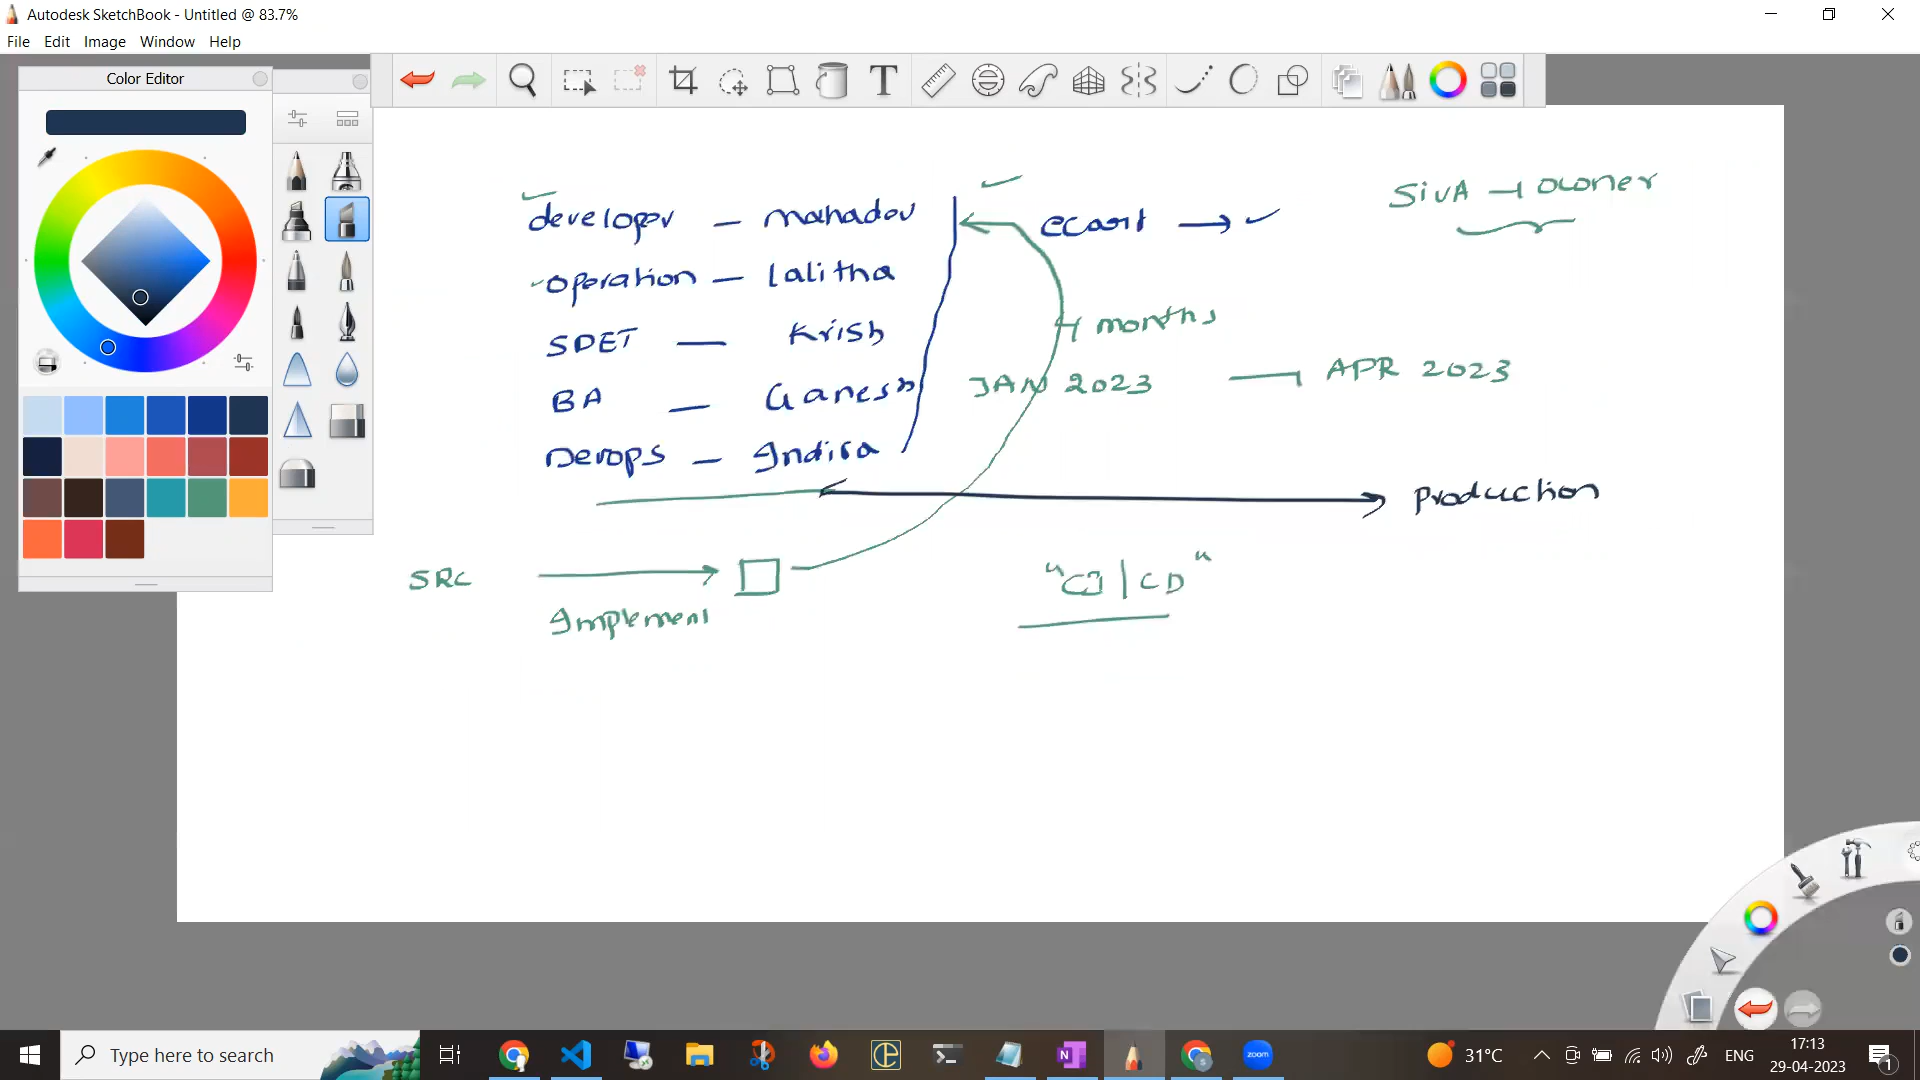 Autodesk SketchBook - Untitled @ 83.7%
File Edit Image Window Help
Color Editor
SivA → owner
developer — mahadev
ecart →
operation — lalitha
4 months
SDET — Krish
JAN 2023 — APR 2023
BA — Ganesh
Devops — Indira
Production
SRC
Implement
"CI|CD"
Type here to search
zoom
31°C
ENG
17:13
29-04-2023
1